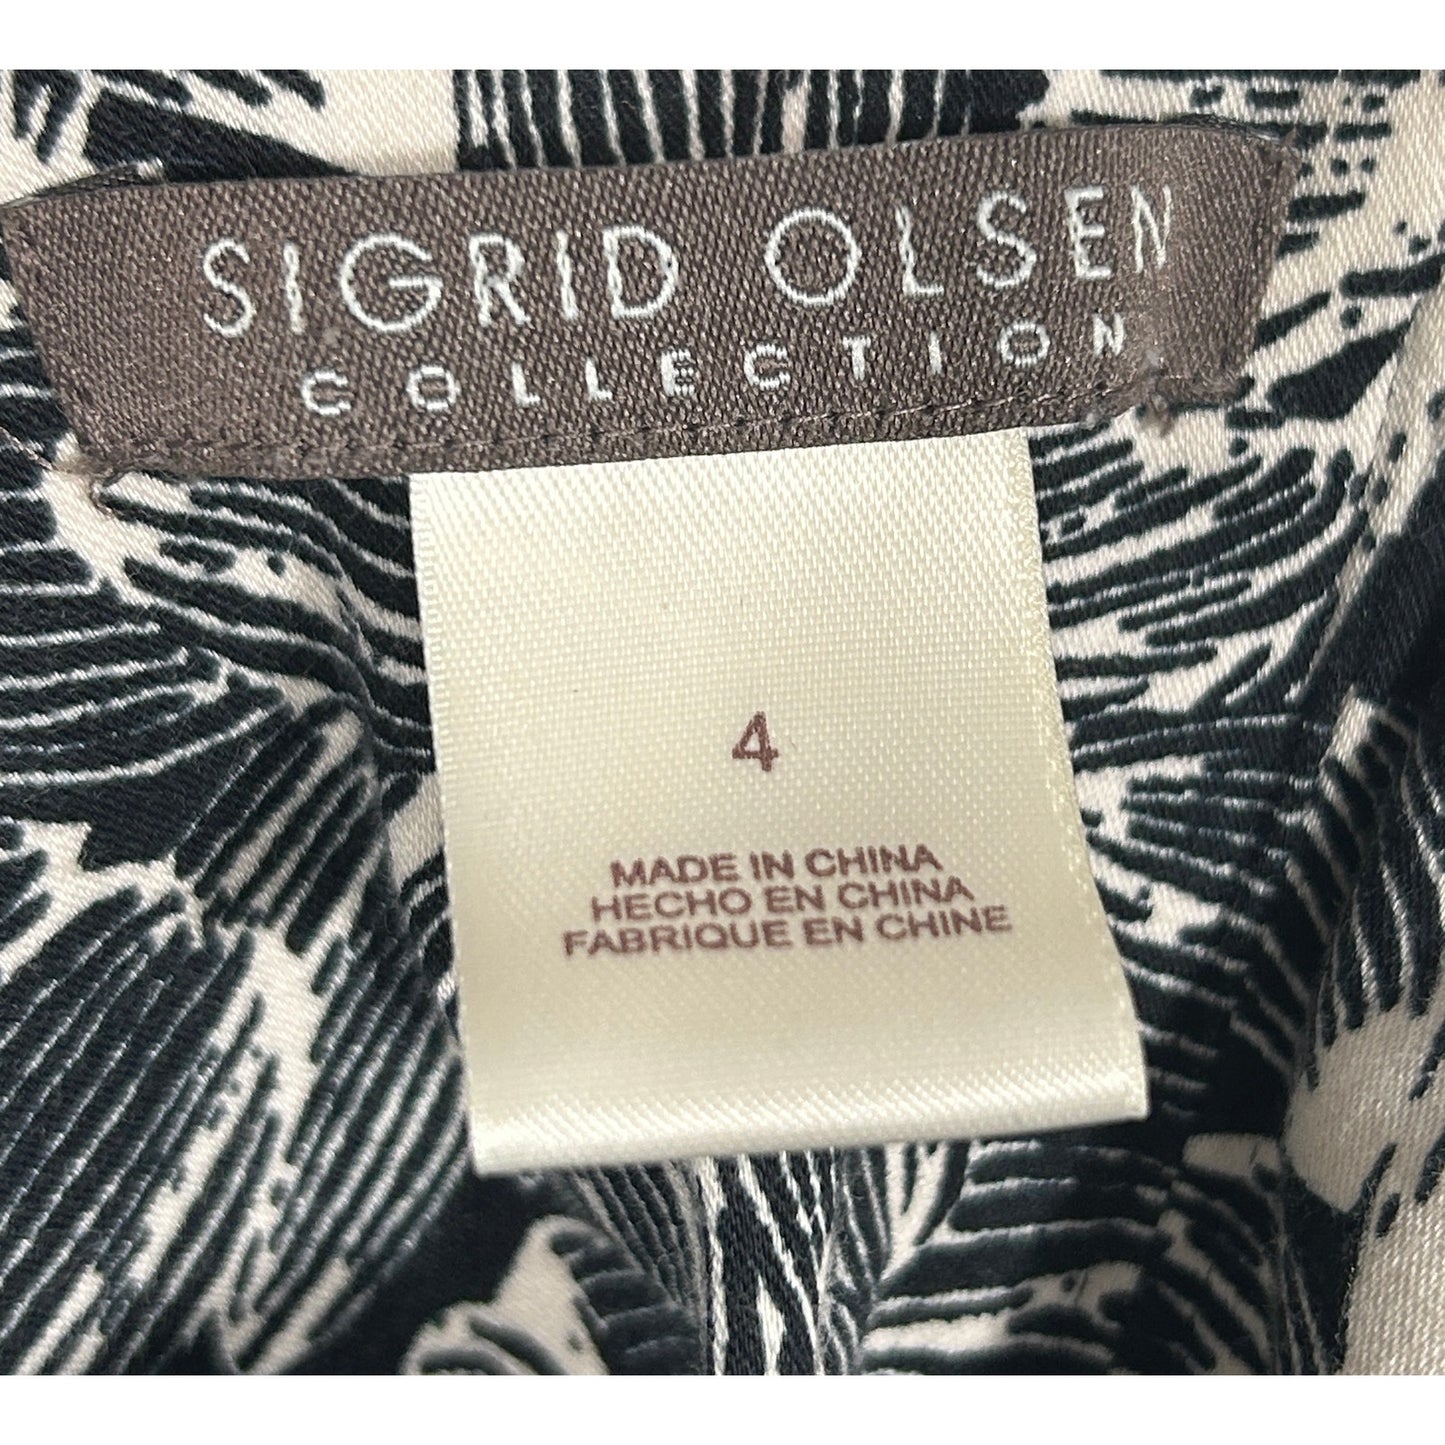 SIGRID OLSEN
COLLECTION
4
MADE IN CHINA
HECHO EN CHINA
FABRIQUE EN CHINE